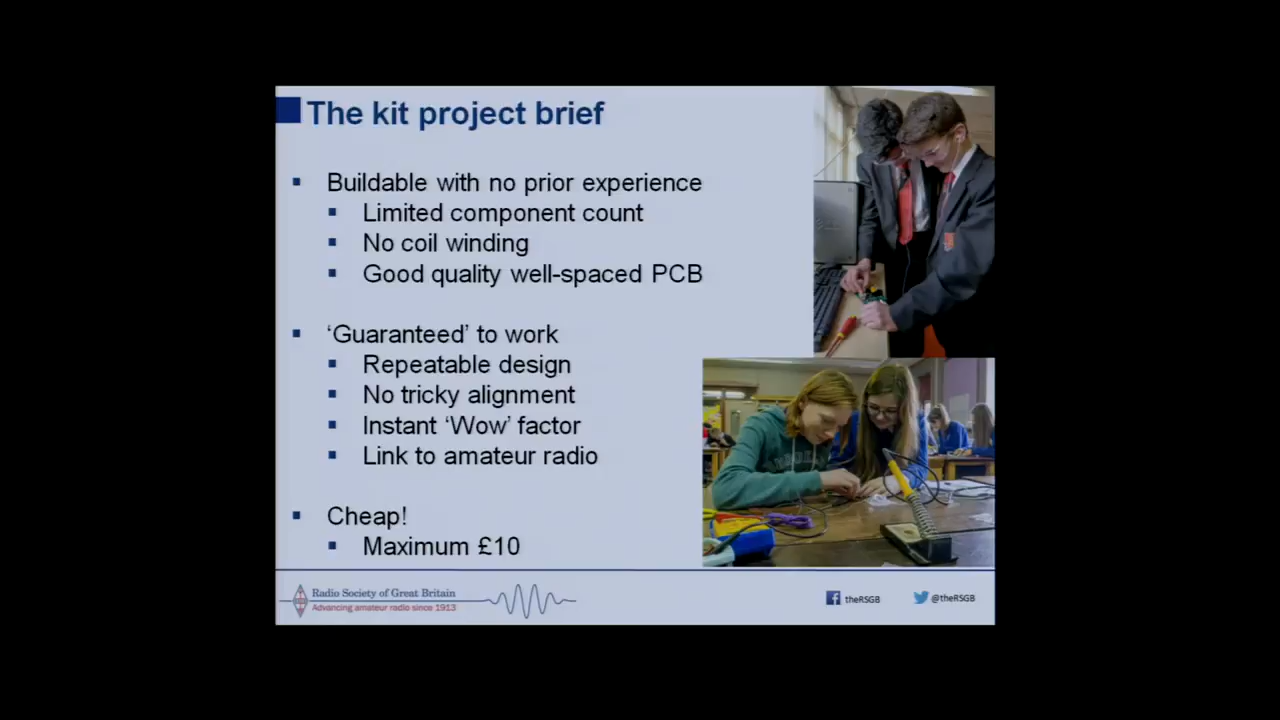 The kit project brief
Buildable with no prior experience
Limited component count
No coil winding
Good quality well-spaced PCB
‘Guaranteed’ to work
Repeatable design
No tricky alignment
Instant ‘Wow’ factor
Link to amateur radio
Cheap!
Maximum £10
Radio Society of Great Britain
Advancing amateur radio since 1913
theRSGB
@theRSGB